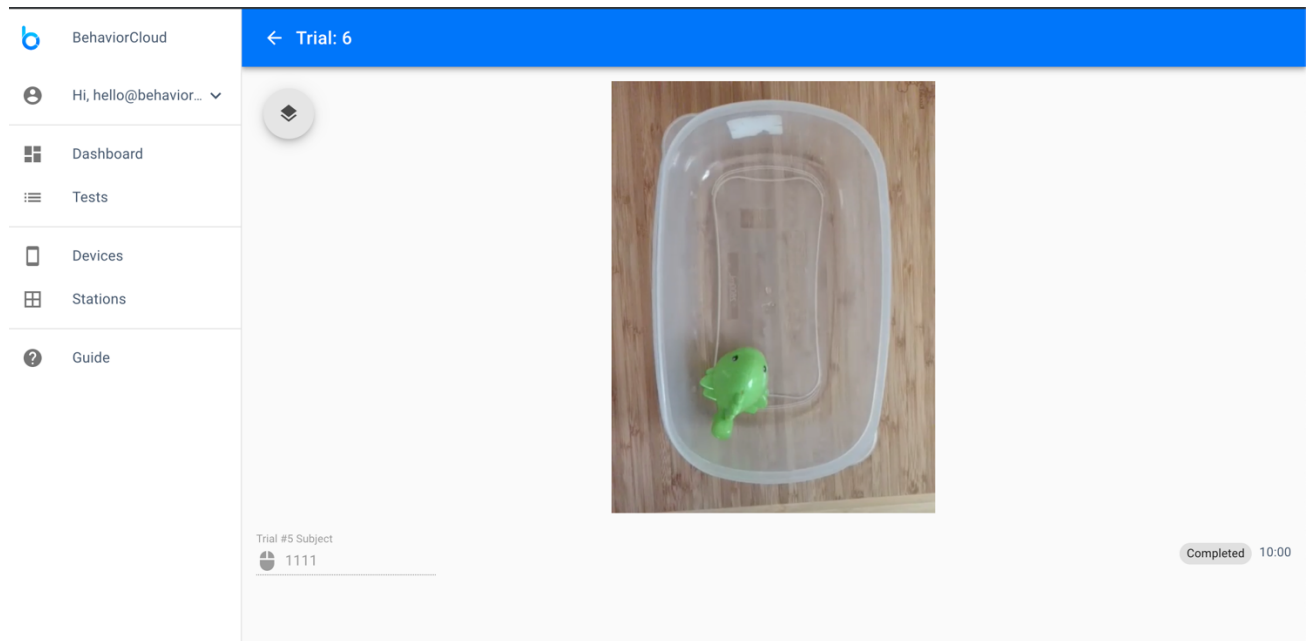 BehaviorCloud
Trial: 6
Hi, hello@behavior...
Dashboard
Tests
Devices
Stations
Guide
Trial #5 Subject
1111
Completed 10:00